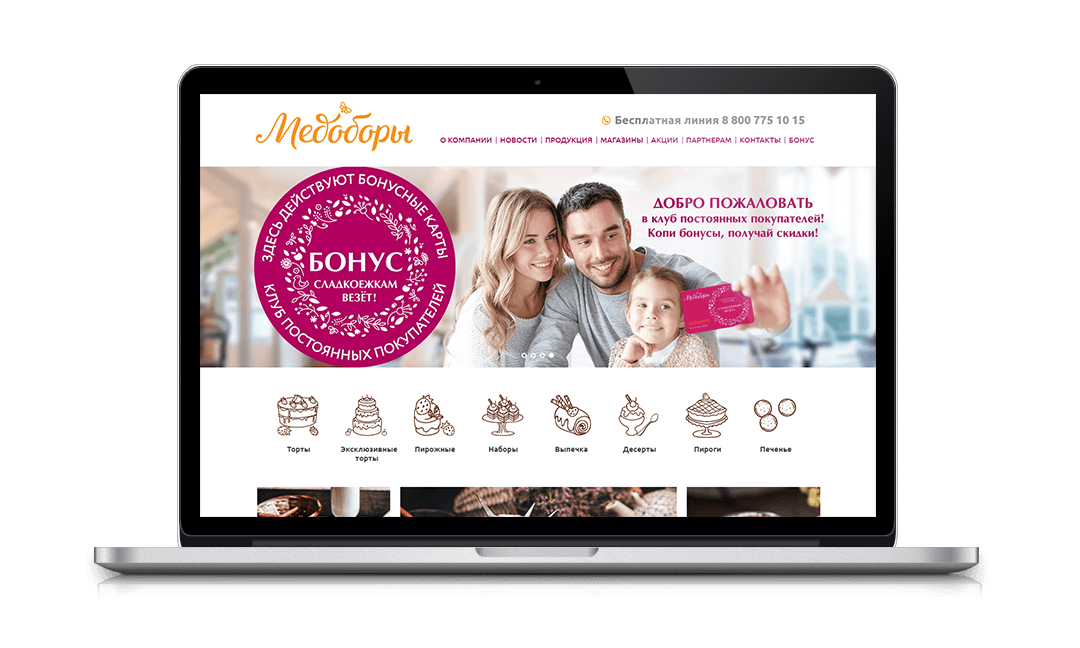 Медоборы
Бесплатная линия 8 800 775 10 15
О КОМПАНИИ | НОВОСТИ | ПРОДУКЦИЯ | МАГАЗИНЫ | АКЦИИ | ПАРТНЕРАМ | КОНТАКТЫ | БОНУС
ЗДЕСЬ ДЕЙСТВУЮТ БОНУСНЫЕ КАРТЫ
БОНУС
СЛАДКОЕЖКАМ
ВЕЗЁТ!
КЛУБ ПОСТОЯННЫХ ПОКУПАТЕЛЕЙ
ДОБРО ПОЖАЛОВАТЬ
в клуб постоянных покупателей!
Копи бонусы, получай скидки!
Медоборы
Торты
Эксклюзивные
торты
Пирожные
Наборы
Выпечка
Десерты
Пироги
Печенье